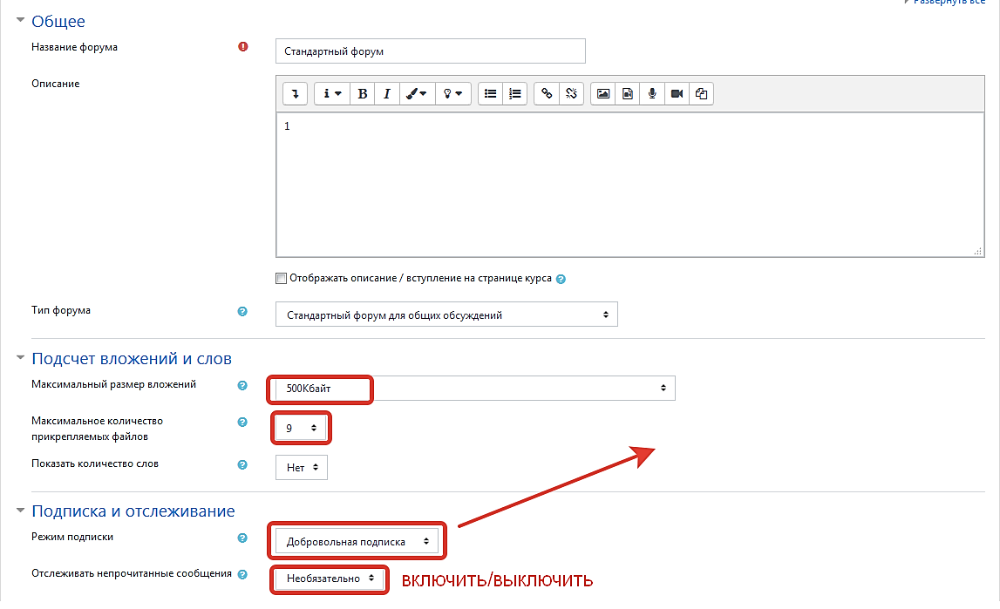 Развернуть всё
Общее
Название форума
Стандартный форум
Описание
1
Отображать описание / вступление на странице курса
Тип форума
Стандартный форум для общих обсуждений
Подсчет вложений и слов
Максимальный размер вложений
500Кбайт
Максимальное количество
прикрепляемых файлов
9
Показать количество слов
Нет
Подписка и отслеживание
Режим подписки
Добровольная подписка
Отслеживать непрочитанные сообщения
Необязательно
ВКЛЮЧИТЬ/ВЫКЛЮЧИТЬ